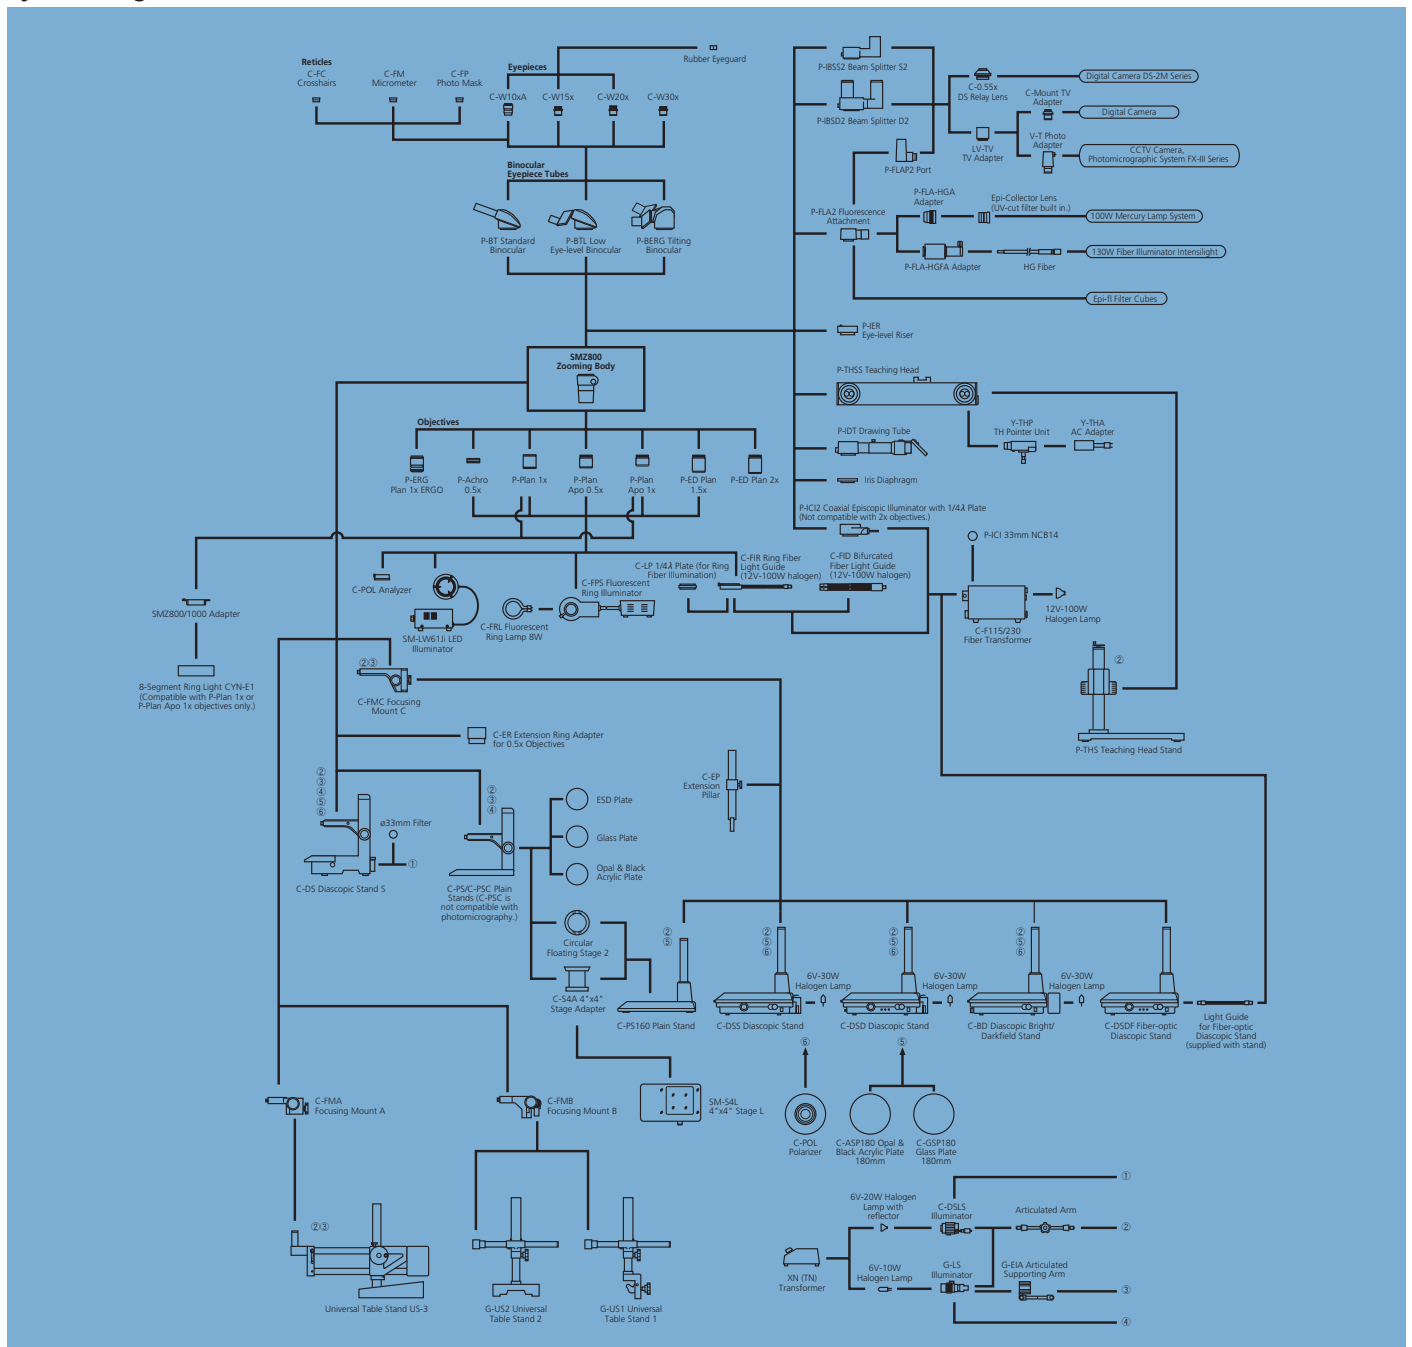 Reticles
C-FC
Crosshairs
C-FM
Micrometer
C-FP
Photo Mask
Eyepieces
C-W10xA
C-W15x
C-W20x
C-W30x
Rubber Eyeguard
Binocular
Eyepiece Tubes
P-BT Standard
Binocular
P-BTL Low
Eye-level Binocular
P-BERG Tilting
Binocular
P-IBSS2 Beam Splitter S2
P-IBSD2 Beam Splitter D2
C-0.55x
DS Relay Lens
Digital Camera DS-2M Series
C-Mount TV
Adapter
Digital Camera
LV-TV
TV Adapter
V-T Photo
Adapter
CCTV Camera,
Photomicrographic System FX-III Series
P-FLAP2 Port
P-FLA2 Fluorescence
Attachment
P-FLA-HGA
Adapter
Epi-Collector Lens
(UV-cut filter built in.)
100W Mercury Lamp System
P-FLA-HGFA Adapter
HG Fiber
130W Fiber Illuminator Intensilight
Epi-fl Filter Cubes
P-IER
Eye-level Riser
SMZ800
Zooming Body
P-THSS Teaching Head
P-IDT Drawing Tube
Y-THP
TH Pointer Unit
Y-THA
AC Adapter
Iris Diaphragm
P-ICI2 Coaxial Episcopic Illuminator with 1/4λ Plate
(Not compatible with 2x objectives.)
P-ICI 33mm NCB14
Objectives
P-ERG
Plan 1x ERGO
P-Achro
0.5x
P-Plan 1x
P-Plan
Apo 0.5x
P-Plan
Apo 1x
P-ED Plan
1.5x
P-ED Plan 2x
C-POL Analyzer
SM-LW61Ji LED
Illuminator
C-FRL Fluorescent
Ring Lamp 8W
C-FPS Fluorescent
Ring Illuminator
C-LP 1/4λ Plate (for Ring
Fiber Illumination)
C-FIR Ring Fiber
Light Guide
(12V-100W halogen)
C-FID Bifurcated
Fiber Light Guide
(12V-100W halogen)
C-F115/230
Fiber Transformer
12V-100W
Halogen Lamp
SMZ800/1000 Adapter
8-Segment Ring Light CYN-E1
(Compatible with P-Plan 1x or
P-Plan Apo 1x objectives only.)
②③
C-FMC Focusing
Mount C
C-ER Extension Ring Adapter
for 0.5x Objectives
②
P-THS Teaching Head Stand
②
③
④
⑤
⑥
ø33mm Filter
①
C-DS Diascopic Stand S
②
③
④
C-PS/C-PSC Plain
Stands (C-PSC is
not compatible with
photomicrography.)
ESD Plate
Glass Plate
Opal & Black
Acrylic Plate
C-EP
Extension
Pillar
Circular
Floating Stage 2
C-S4A 4"x4"
Stage Adapter
②
⑤
C-PS160 Plain Stand
②
⑤
⑥
6V-30W
Halogen Lamp
C-DSS Diascopic Stand
②
⑤
⑥
6V-30W
Halogen Lamp
C-DSD Diascopic Stand
②
⑤
⑥
6V-30W
Halogen Lamp
C-BD Diascopic Bright/
Darkfield Stand
C-DSDF Fiber-optic
Diascopic Stand
Light Guide
for Fiber-optic
Diascopic Stand
(supplied with stand)
⑥
⑤
C-FMA
Focusing Mount A
C-FMB
Focusing Mount B
SM-S4L
4"x4" Stage L
C-POL
Polarizer
C-ASP180 Opal &
Black Acrylic Plate
180mm
C-GSP180
Glass Plate
180mm
②③
Universal Table Stand US-3
G-US2 Universal
Table Stand 2
G-US1 Universal
Table Stand 1
XN (TN)
Transformer
6V-20W Halogen
Lamp with
reflector
C-DSLS
Illuminator
Articulated Arm
6V-10W
Halogen Lamp
G-LS
Illuminator
G-EIA Articulated
Supporting Arm
①
②
③
④